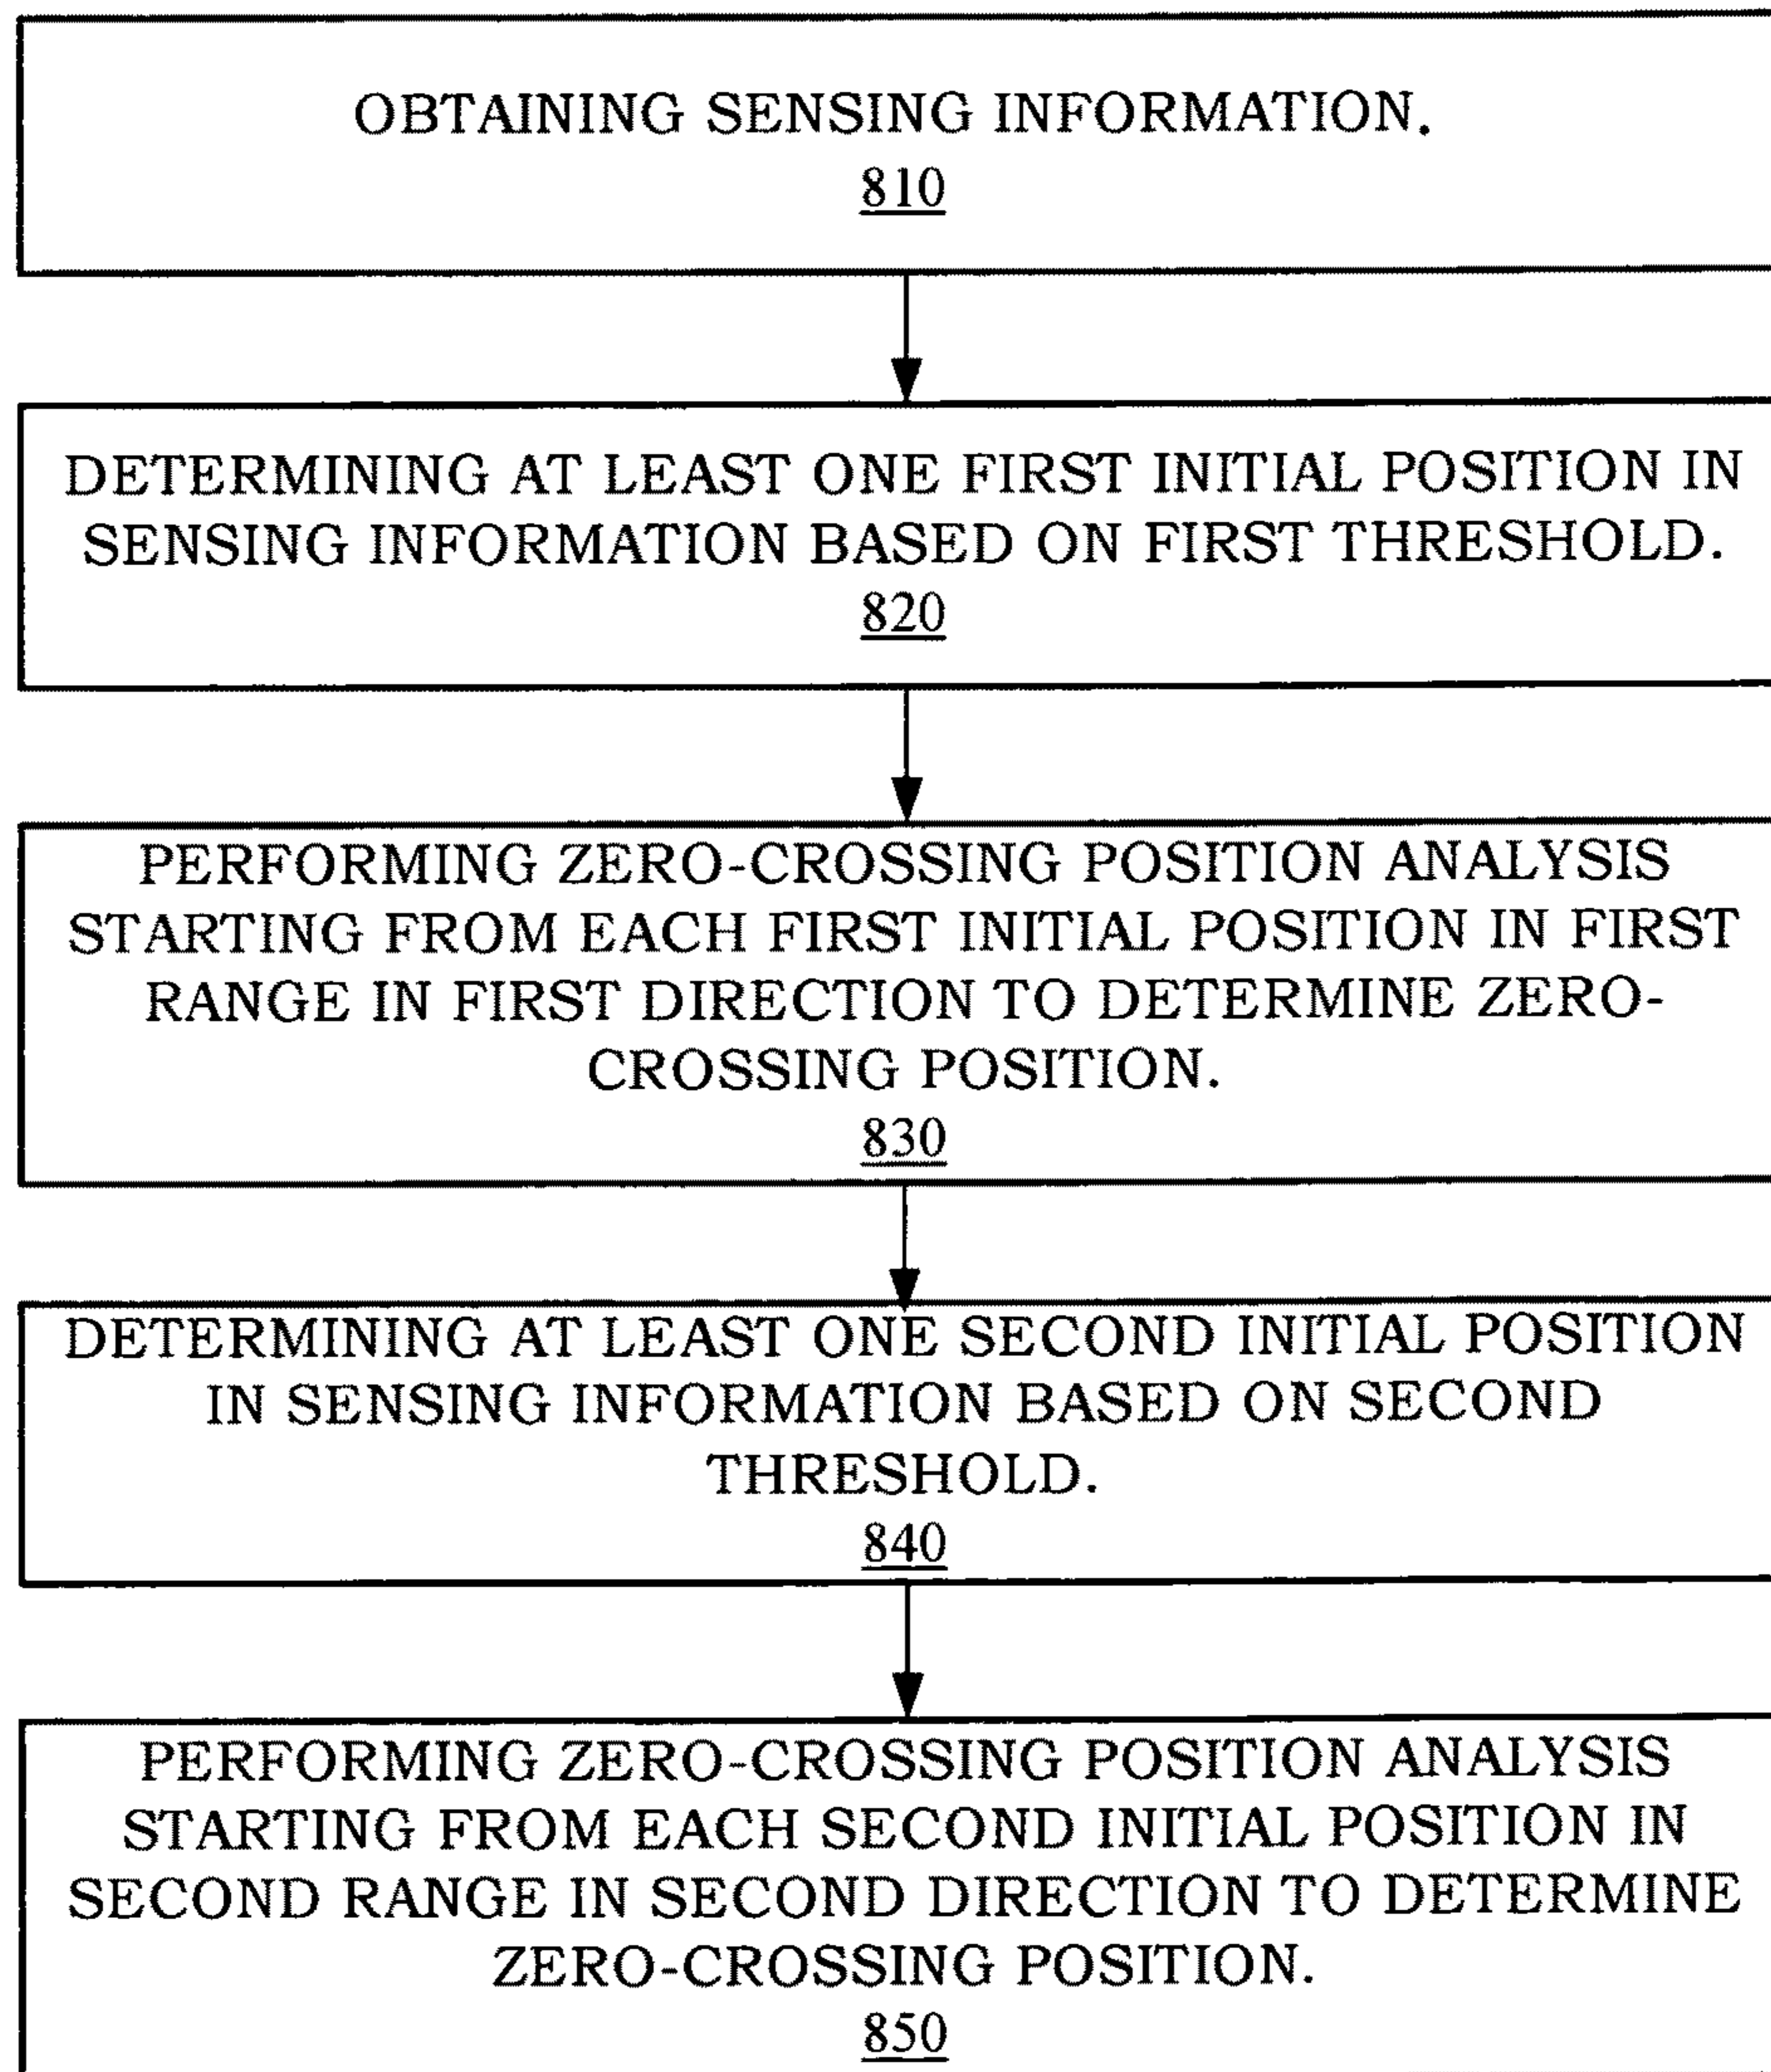 OBTAINING SENSING INFORMATION.
810
DETERMINING AT LEAST ONE FIRST INITIAL POSITION IN
SENSING INFORMATION BASED ON FIRST THRESHOLD.
820
PERFORMING ZERO-CROSSING POSITION ANALYSIS
STARTING FROM EACH FIRST INITIAL POSITION IN FIRST
RANGE IN FIRST DIRECTION TO DETERMINE ZERO-
CROSSING POSITION.
830
DETERMINING AT LEAST ONE SECOND INITIAL POSITION
IN SENSING INFORMATION BASED ON SECOND
THRESHOLD.
840
PERFORMING ZERO-CROSSING POSITION ANALYSIS
STARTING FROM EACH SECOND INITIAL POSITION IN
SECOND RANGE IN SECOND DIRECTION TO DETERMINE
ZERO-CROSSING POSITION.
850